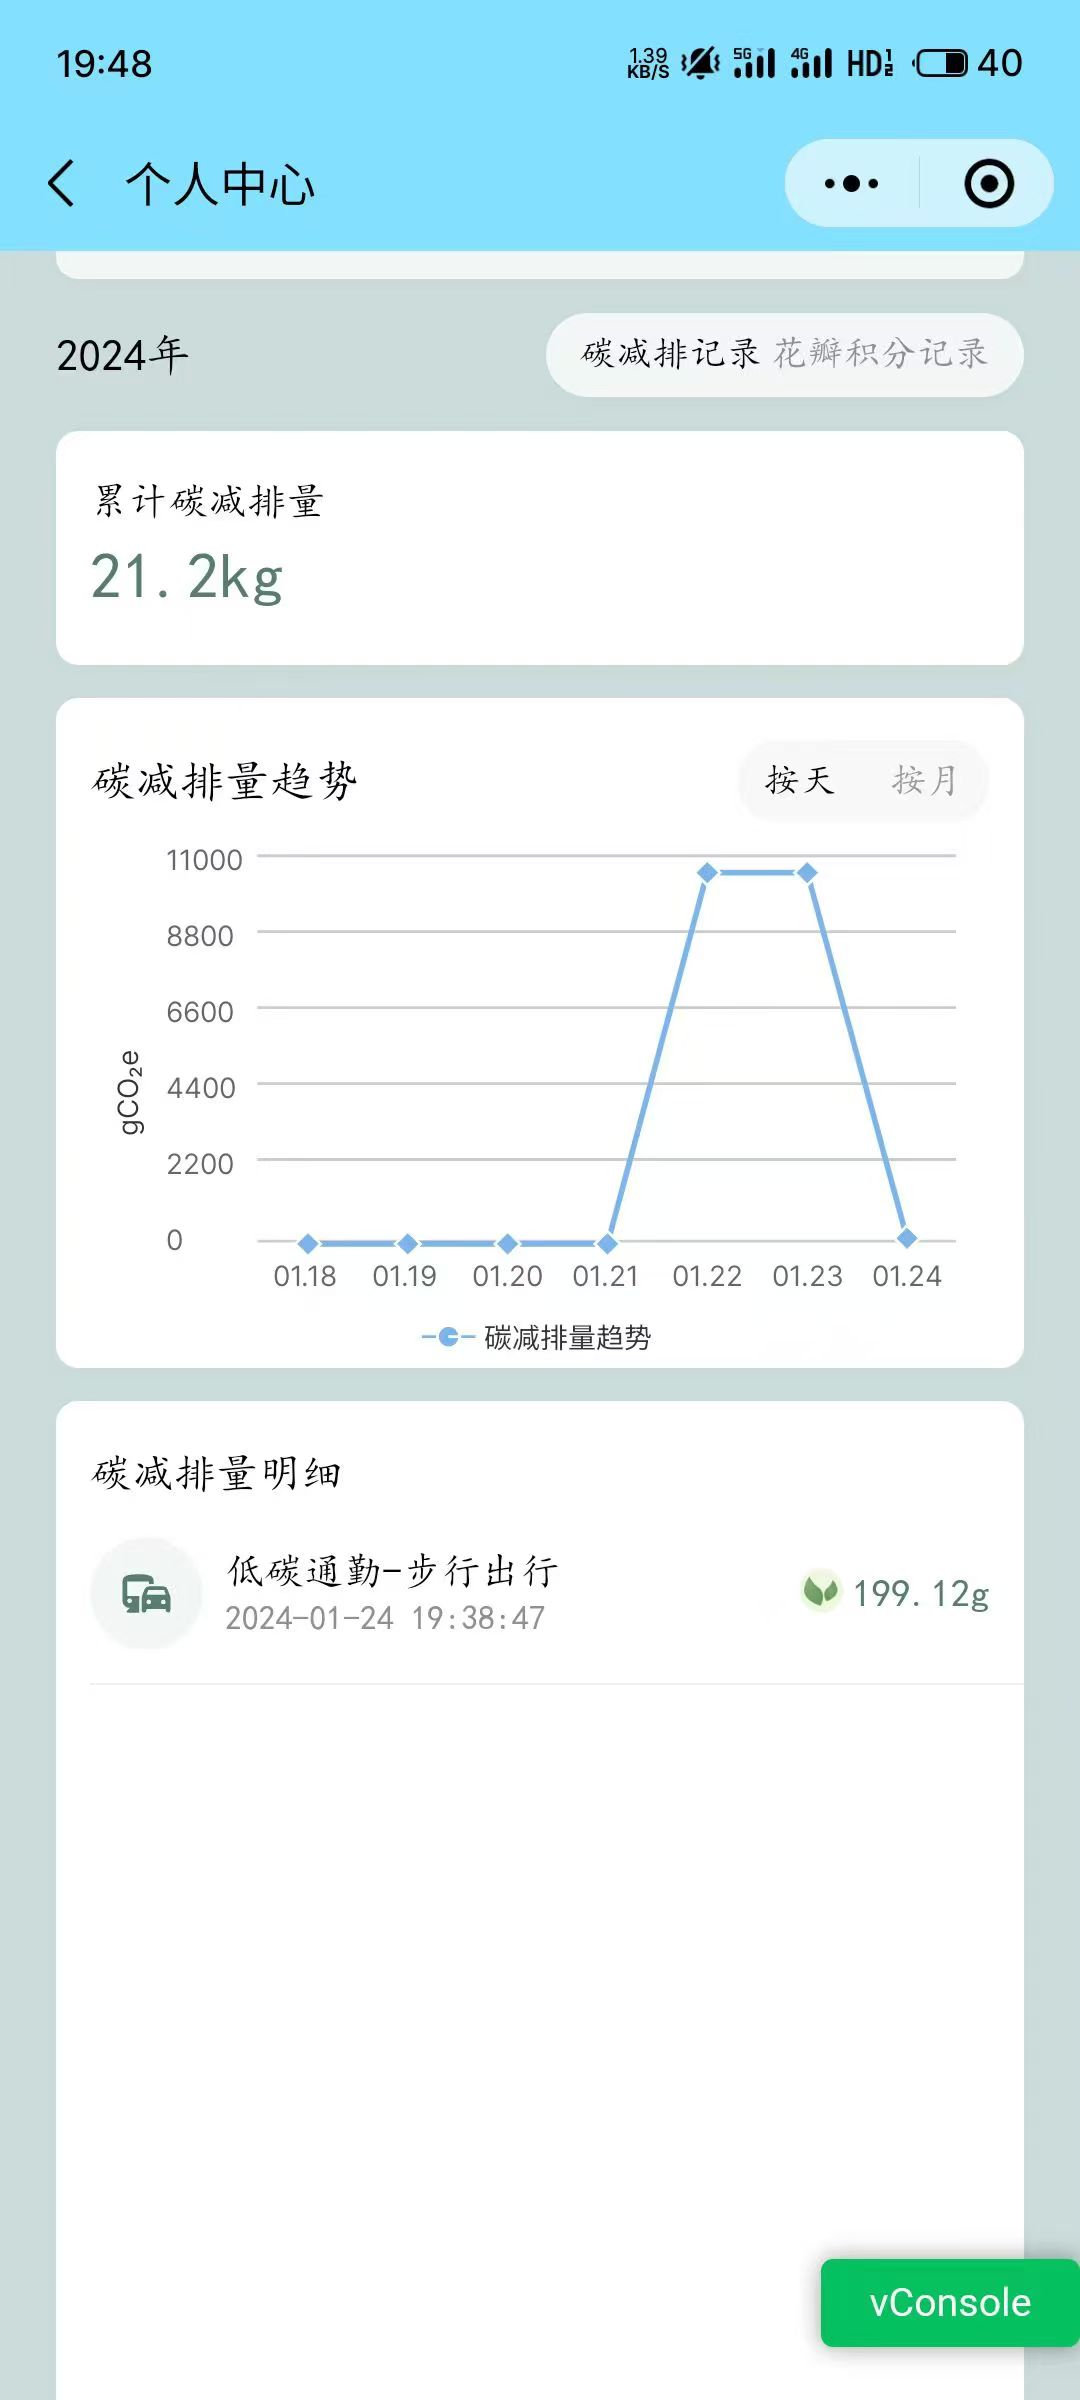 19:48
1.39 KB/S 5G 4G HD 1 2 40
个人中心
2024年
碳减排记录 花瓣积分记录
累计碳减排量
21.2kg
碳减排量趋势
按天 按月
11000
8800
6600
4400
2200
0
gCO₂e
01.18 01.19 01.20 01.21 01.22 01.23 01.24
碳减排量趋势
碳减排量明细
低碳通勤-步行出行
2024-01-24 19:38:47
199.12g
vConsole